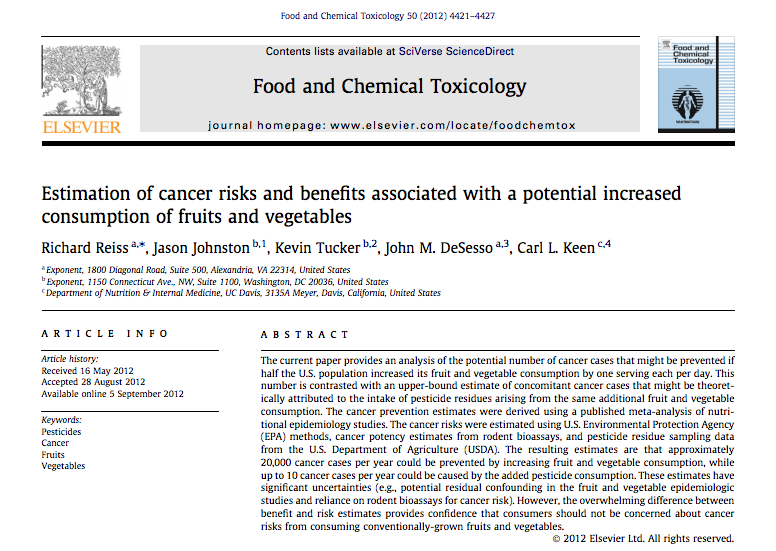 Food and Chemical Toxicology 50 (2012) 4421–4427
Contents lists available at SciVerse ScienceDirect
Food and Chemical Toxicology
journal homepage: www.elsevier.com/locate/foodchemtox
ELSEVIER
Food and
Chemical
Toxicology
Estimation of cancer risks and benefits associated with a potential increased
consumption of fruits and vegetables
Richard Reiss a,*, Jason Johnston b,1, Kevin Tucker b,2, John M. DeSesso a,3, Carl L. Keen c,4
a Exponent, 1800 Diagonal Road, Suite 500, Alexandria, VA 22314, United States
b Exponent, 1150 Connecticut Ave., NW, Suite 1100, Washington, DC 20036, United States
c Department of Nutrition & Internal Medicine, UC Davis, 3135A Meyer, Davis, California, United States
ARTICLE INFO
Article history:
Received 16 May 2012
Accepted 28 August 2012
Available online 5 September 2012
Keywords:
Pesticides
Cancer
Fruits
Vegetables
ABSTRACT
The current paper provides an analysis of the potential number of cancer cases that might be prevented if
half the U.S. population increased its fruit and vegetable consumption by one serving each per day. This
number is contrasted with an upper-bound estimate of concomitant cancer cases that might be theoret-
ically attributed to the intake of pesticide residues arising from the same additional fruit and vegetable
consumption. The cancer prevention estimates were derived using a published meta-analysis of nutri-
tional epidemiology studies. The cancer risks were estimated using U.S. Environmental Protection Agency
(EPA) methods, cancer potency estimates from rodent bioassays, and pesticide residue sampling data
from the U.S. Department of Agriculture (USDA). The resulting estimates are that approximately
20,000 cancer cases per year could be prevented by increasing fruit and vegetable consumption, while
up to 10 cancer cases per year could be caused by the added pesticide consumption. These estimates have
significant uncertainties (e.g., potential residual confounding in the fruit and vegetable epidemiologic
studies and reliance on rodent bioassays for cancer risk). However, the overwhelming difference between
benefit and risk estimates provides confidence that consumers should not be concerned about cancer
risks from consuming conventionally-grown fruits and vegetables.
© 2012 Elsevier Ltd. All rights reserved.